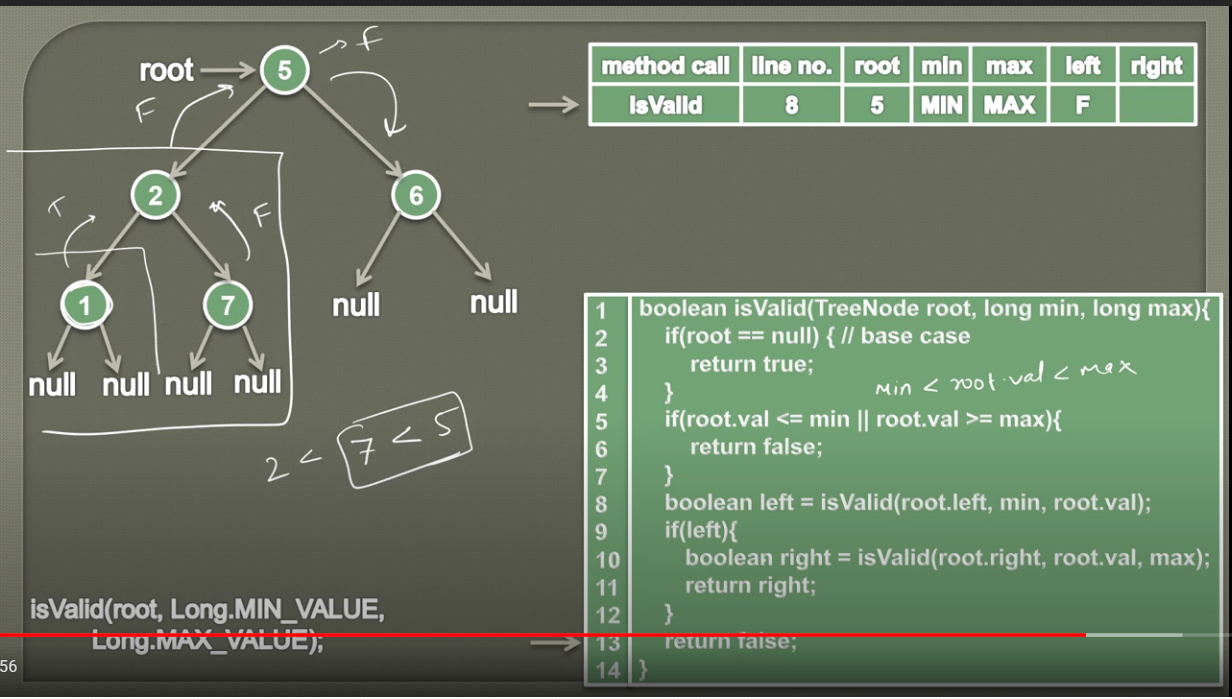 root
5
F
F
2
6
T
F
1
7
null
null
null null null null
2 < 7 < 5
isValid(root, Long.MIN_VALUE,
Long.MAX_VALUE);
56
method call line no. root min max left right
isValid 8 5 MIN MAX F
1 boolean isValid(TreeNode root, long min, long max){
2 if(root == null) { // base case
3 return true;
min < root.val < max
4 }
5 if(root.val <= min || root.val >= max){
6 return false;
7 }
8 boolean left = isValid(root.left, min, root.val);
9 if(left){
10 boolean right = isValid(root.right, root.val, max);
11 return right;
12 }
13 return false;
14 }